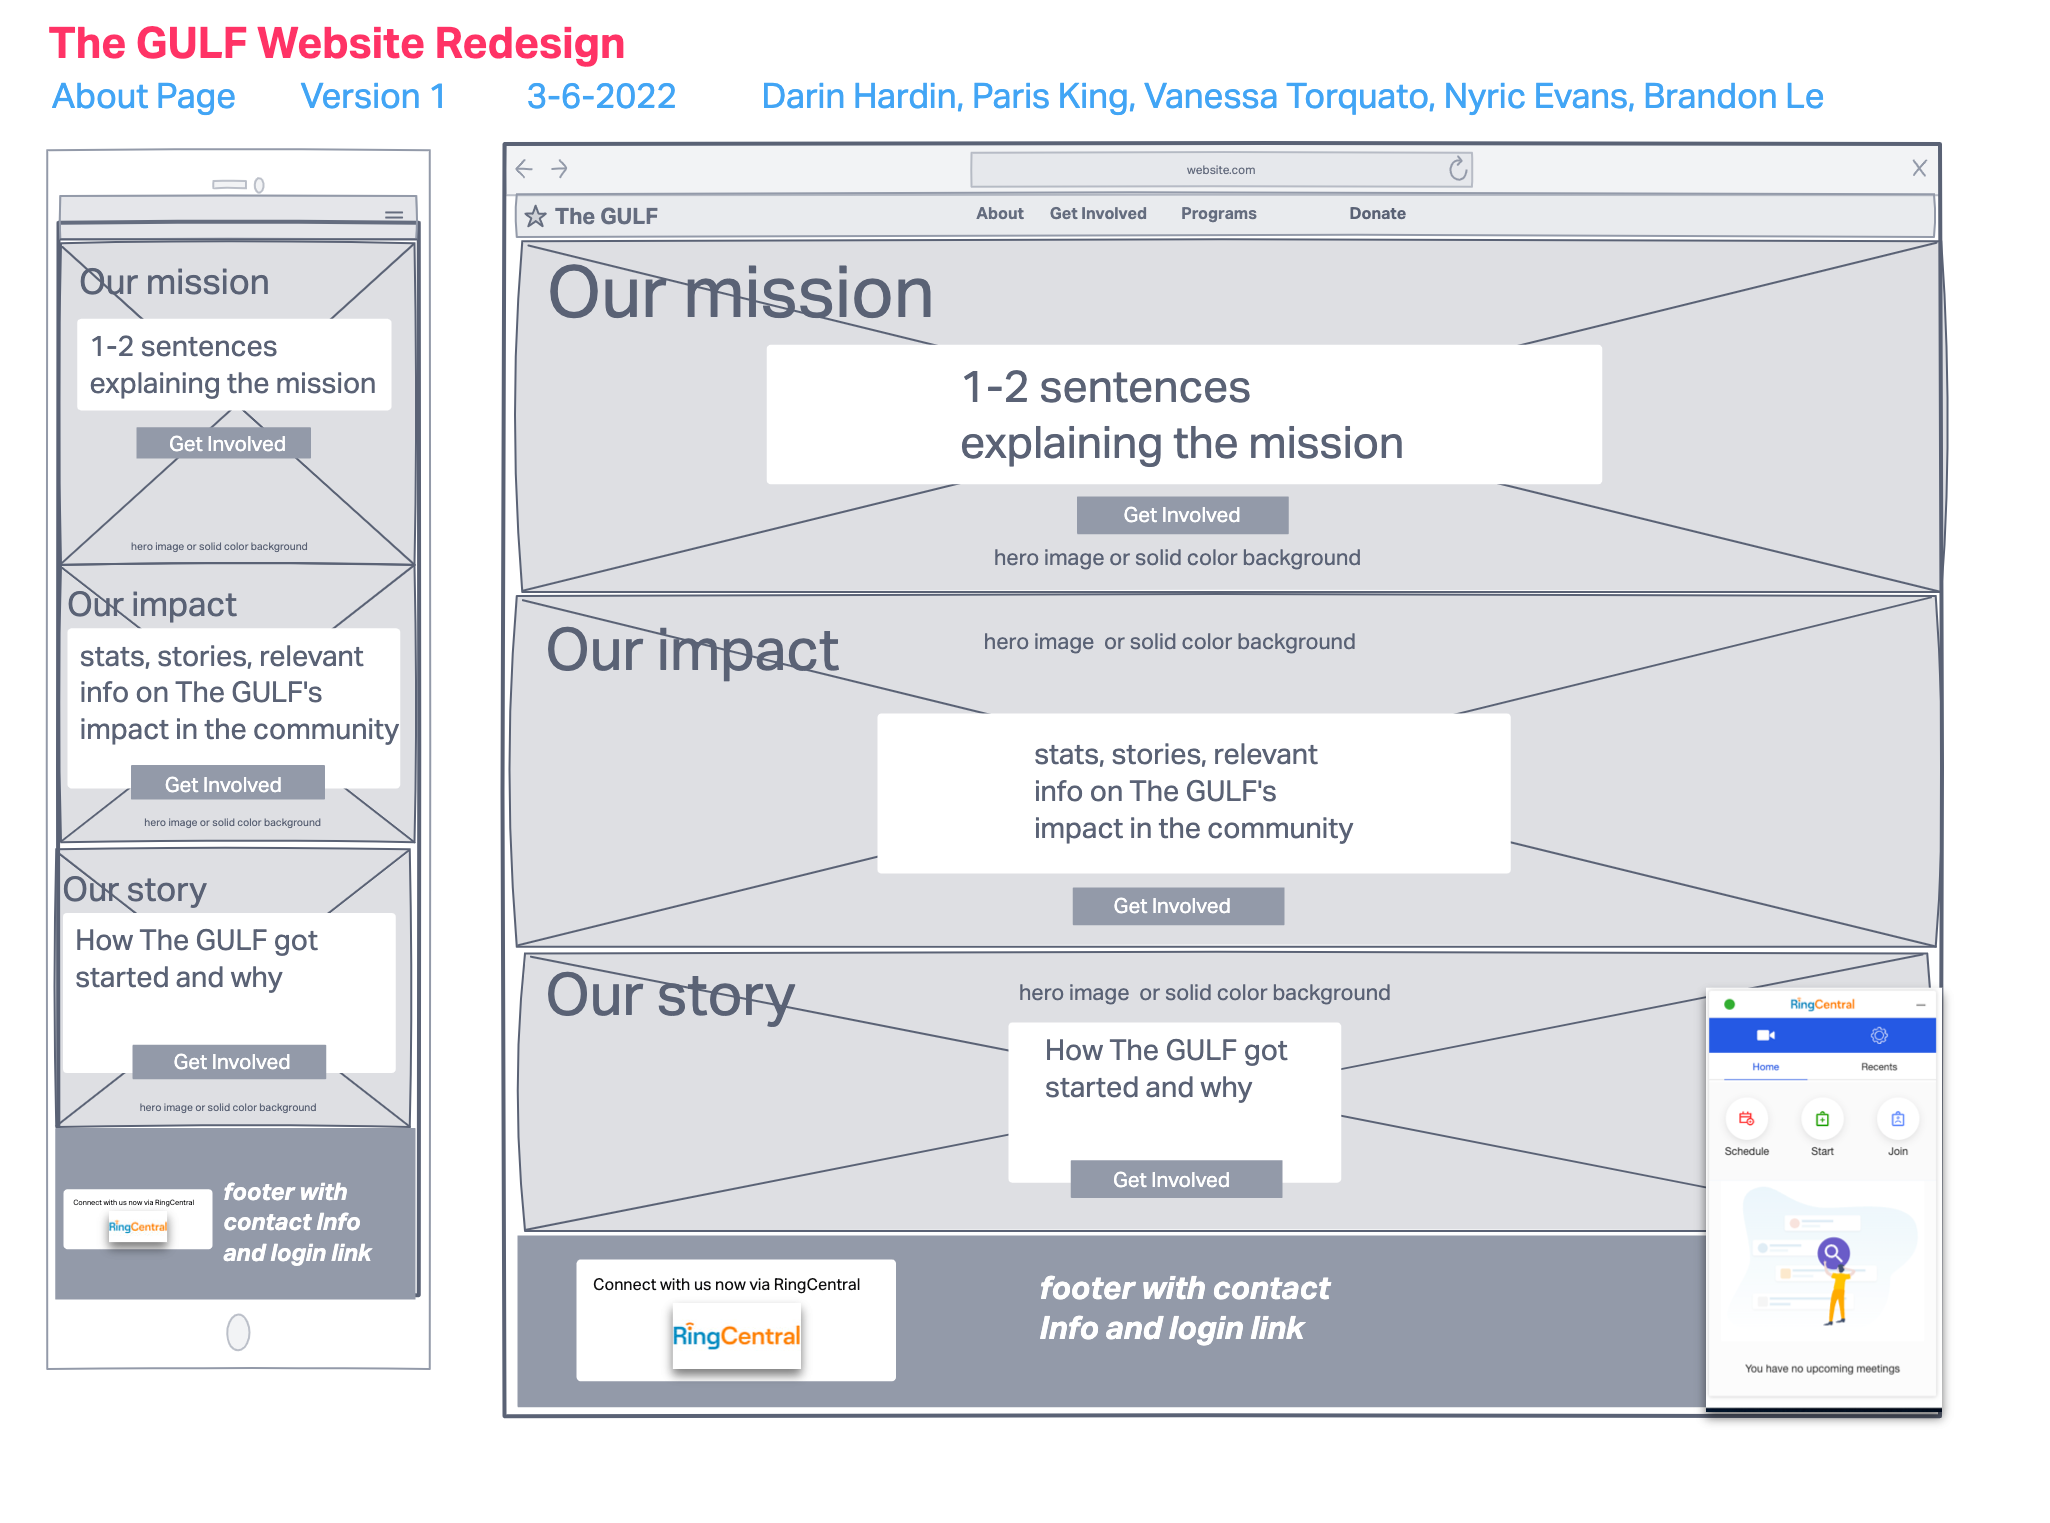 The GULF Website Redesign
About Page Version 1 3-6-2022 Darin Hardin, Paris King, Vanessa Torquato, Nyric Evans, Brandon Le
Our mission
1-2 sentences
explaining the mission
Get Involved
hero image or solid color background
Our impact
stats, stories, relevant
info on The GULF's
impact in the community
Get Involved
hero image or solid color background
Our story
How The GULF got
started and why
Get Involved
hero image or solid color background
Connect with us now via RingCentral
RingCentral
footer with
contact Info
and login link
website.com
The GULF About Get Involved Programs Donate
Our mission
1-2 sentences
explaining the mission
Get Involved
hero image or solid color background
Our impact
hero image or solid color background
stats, stories, relevant
info on The GULF's
impact in the community
Get Involved
Our story
hero image or solid color background
How The GULF got
started and why
Get Involved
Connect with us now via RingCentral
RingCentral
footer with contact
Info and login link
RingCentral
Home Recents
Schedule Start Join
You have no upcoming meetings